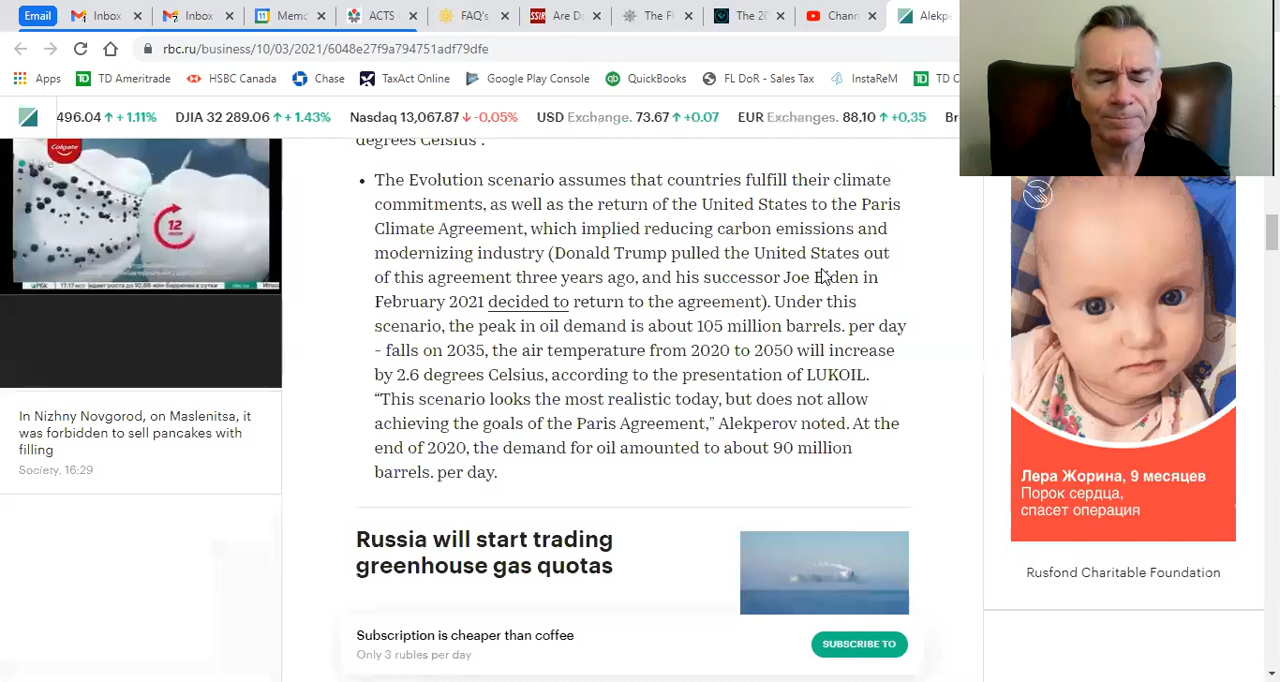 Email
Inbox
Inbox
Memo
ACTS
FAQ's
SSIR
Are D
The Fl
The 20
Chann
Alekp
rbc.ru/business/10/03/2021/6048e27f9a794751adf79dfe
Apps
TD Ameritrade
HSBC Canada
Chase
TaxAct Online
Google Play Console
QuickBooks
FL DoR - Sales Tax
InstaReM
TD C
496.04 + 1.11%
DJIA 32 289.06 + 1.43%
Nasdaq 13,067.87 -0.05%
USD Exchange. 73.67 +0.07
EUR Exchanges. 88.10 +0.35
Br
degrees Celsius".
• The Evolution scenario assumes that countries fulfill their climate
commitments, as well as the return of the United States to the Paris
Climate Agreement, which implied reducing carbon emissions and
modernizing industry (Donald Trump pulled the United States out
of this agreement three years ago, and his successor Joe in
February 2021 decided to return to the agreement). Under this
scenario, the peak in oil demand is about 105 million barrels. per day
- falls on 2035, the air temperature from 2020 to 2050 will increase
by 2.6 degrees Celsius, according to the presentation of LUKOIL.
“This scenario looks the most realistic today, but does not allow
achieving the goals of the Paris Agreement,” Alekperov noted. At the
end of 2020, the demand for oil amounted to about 90 million
barrels. per day.
Colgate
12
In Nizhny Novgorod, on Maslenitsa, it
was forbidden to sell pancakes with
filling
Society, 16:29
Russia will start trading
greenhouse gas quotas
Subscription is cheaper than coffee
Only 3 rubles per day
SUBSCRIBE TO
Лера Жорина, 9 месяцев
Порок сердца,
спасет операция
Rusfond Charitable Foundation